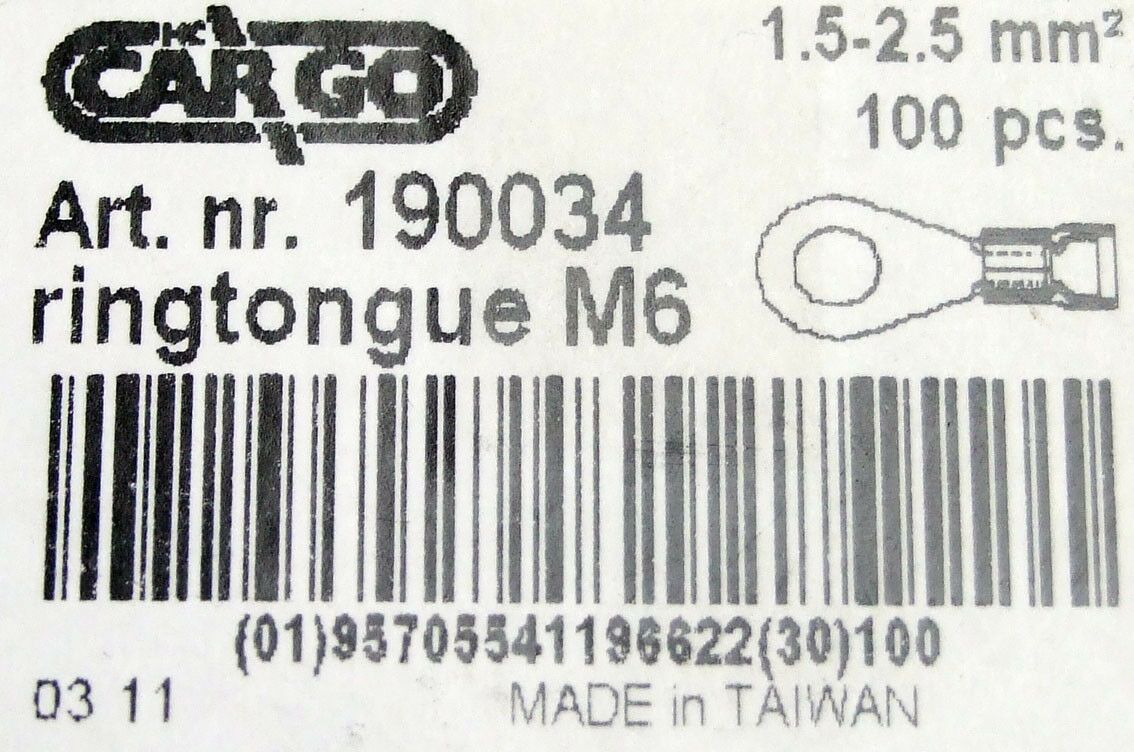 HC
CARGO
1.5-2.5 mm²
100 pcs.
Art. nr. 190034
ringtongue M6
(01)95705541196622(30)100
03 11
MADE in TAIWAN